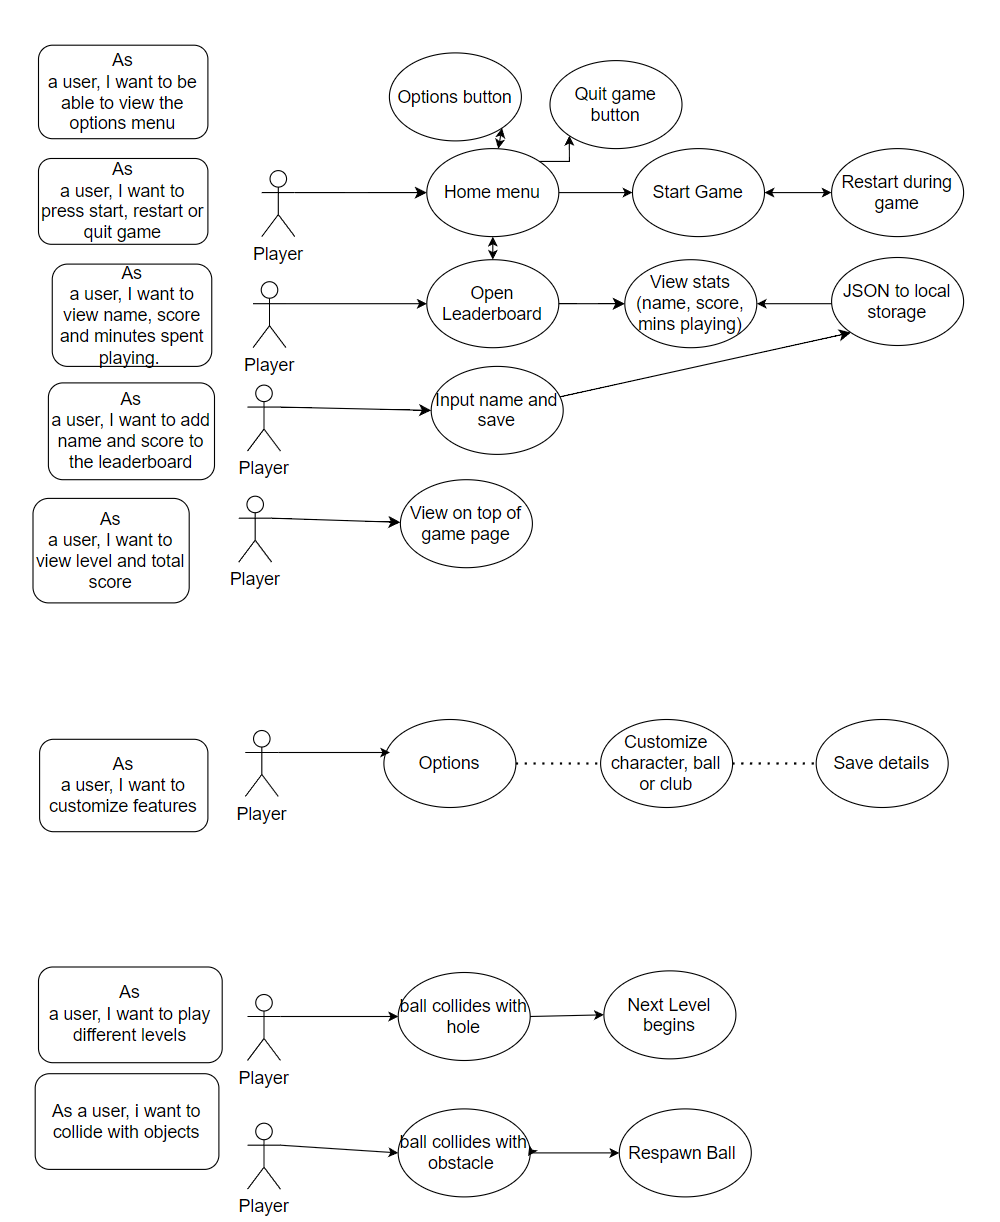 As
a user, I want to be
able to view the
options menu
Options button
Quit game
button
As
a user, I want to
press start, restart or
quit game
Player
Home menu
Start Game
Restart during
game
As
a user, I want to
view name, score
and minutes spent
playing.
Player
Open
Leaderboard
View stats
(name, score,
mins playing)
JSON to local
storage
As
a user, I want to add
name and score to
the leaderboard
Player
Input name and
save
As
a user, I want to
view level and total
score
Player
View on top of
game page
As
a user, I want to
customize features
Player
Options
Customize
character, ball
or club
Save details
As
a user, I want to play
different levels
Player
ball collides with
hole
Next Level
begins
As a user, i want to
collide with objects
Player
ball collides with
obstacle
Respawn Ball